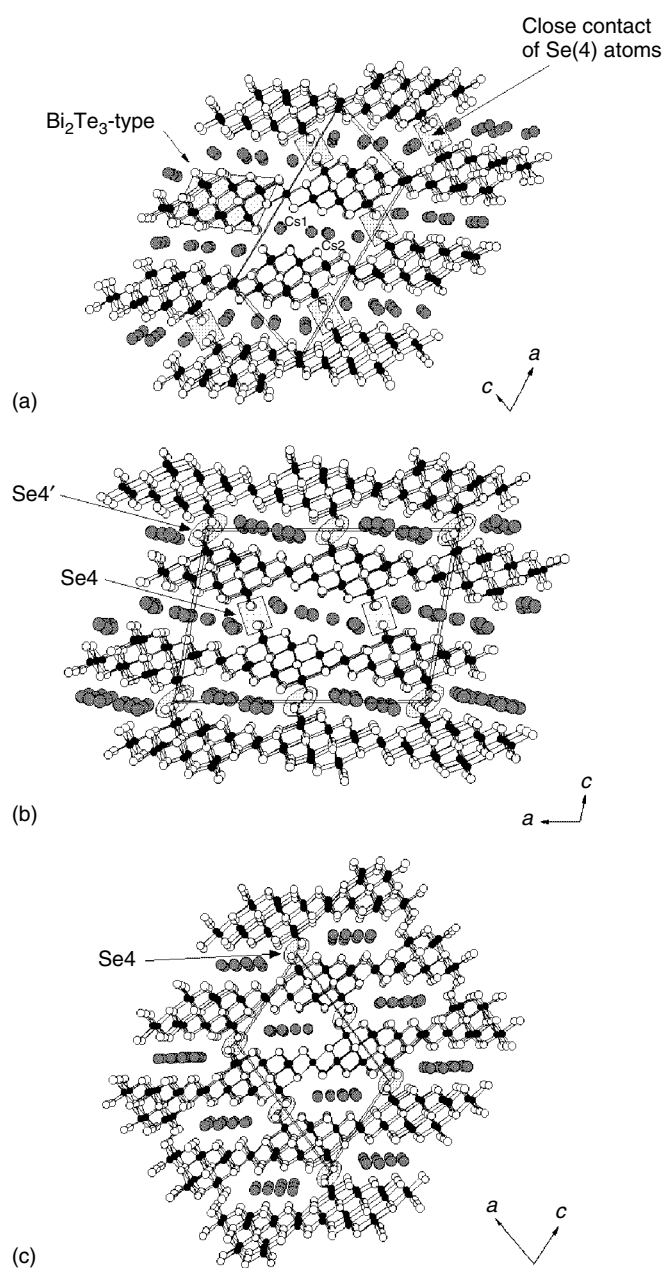 Close contact
of Se(4) atoms
Bi₂Te₃-type
Cs1
Cs2
a
c
(a)
Se4′
Se4
c
a
(b)
Se4
a
c
(c)